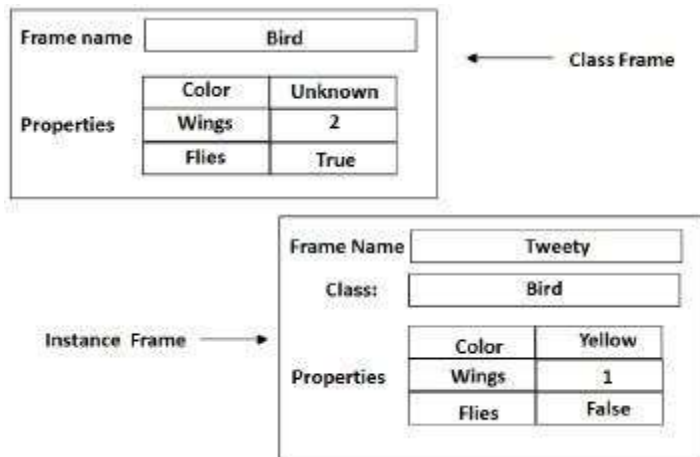 Frame name Bird
Class Frame
Color Unknown
Properties Wings 2
Flies True
Frame Name Tweety
Class: Bird
Instance Frame
Color Yellow
Properties Wings 1
Flies False